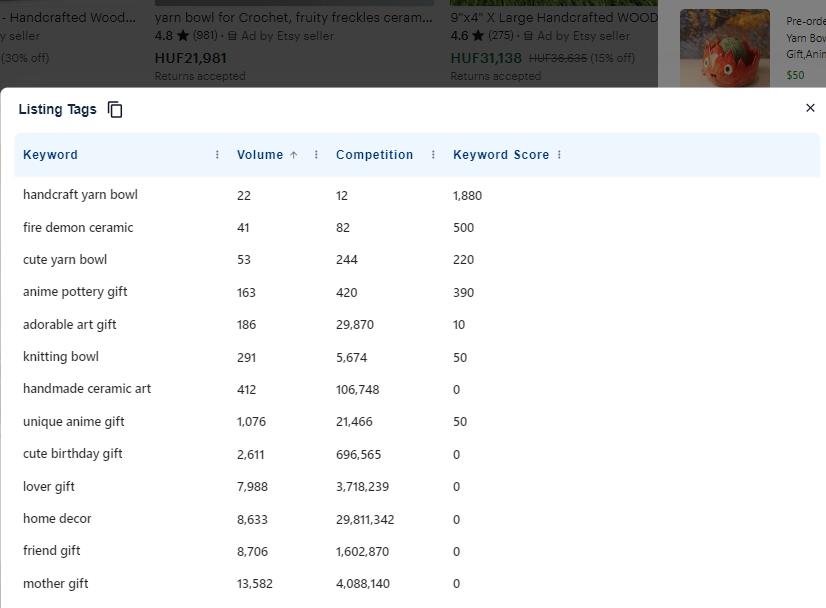 - Handcrafted Wood...
yarn bowl for Crochet, fruity freckles ceram...
9"x4" X Large Handcrafted WOOD
Pre-orde
y seller
4.8 ★ (981) · Ad by Etsy seller
4.6 ★ (275) · Ad by Etsy seller
Yarn Bow
(30% off)
HUF21,981
HUF31,138 HUF36,635 (15% off)
Gift,Anim
Returns accepted
Returns accepted
$50
Listing Tags
Keyword Volume ↑ Competition Keyword Score
handcraft yarn bowl 22 12 1,880
fire demon ceramic 41 82 500
cute yarn bowl 53 244 220
anime pottery gift 163 420 390
adorable art gift 186 29,870 10
knitting bowl 291 5,674 50
handmade ceramic art 412 106,748 0
unique anime gift 1,076 21,466 50
cute birthday gift 2,611 696,565 0
lover gift 7,988 3,718,239 0
home decor 8,633 29,811,342 0
friend gift 8,706 1,602,870 0
mother gift 13,582 4,088,140 0